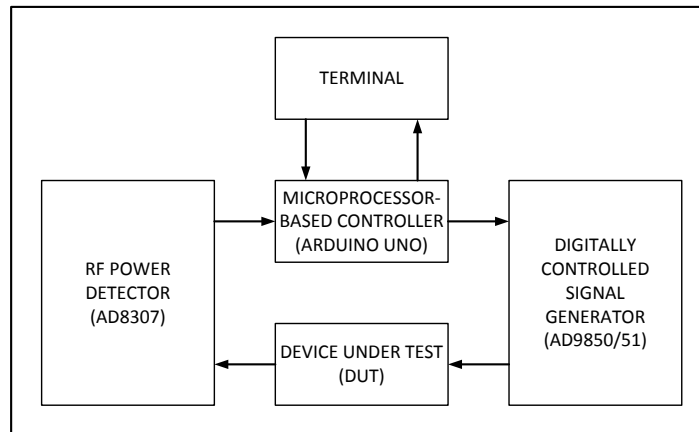 TERMINAL
MICROPROCESSOR-
BASED CONTROLLER
(ARDUINO UNO)
RF POWER
DETECTOR
(AD8307)
DIGITALLY
CONTROLLED
SIGNAL
GENERATOR
(AD9850/51)
DEVICE UNDER TEST
(DUT)